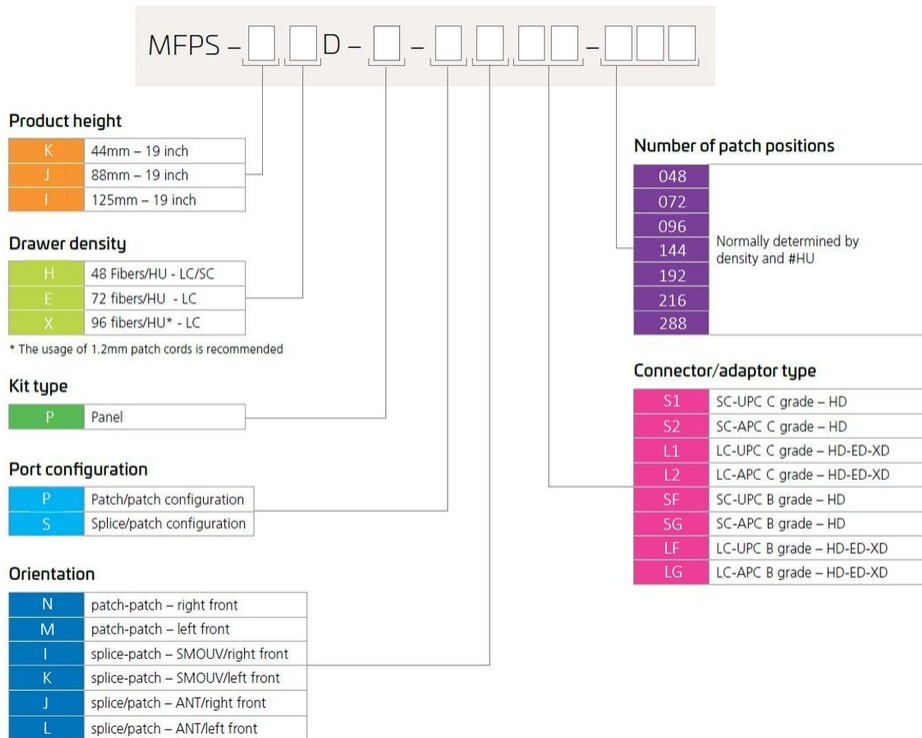 MFPS – D – – –
Product height
K 44mm – 19 inch
J 88mm – 19 inch
I 125mm – 19 inch
Drawer density
H 48 Fibers/HU - LC/SC
E 72 fibers/HU - LC
X 96 fibers/HU* - LC
* The usage of 1.2mm patch cords is recommended
Kit type
P Panel
Port configuration
P Patch/patch configuration
S Splice/patch configuration
Orientation
N patch-patch – right front
M patch-patch – left front
I splice-patch – SMOUV/right front
K splice-patch – SMOUV/left front
J splice/patch – ANT/right front
L splice/patch – ANT/left front
Number of patch positions
048
072
096
144
192
216
288
Normally determined by
density and #HU
Connector/adaptor type
S1 SC-UPC C grade – HD
S2 SC-APC C grade – HD
L1 LC-UPC C grade – HD-ED-XD
L2 LC-APC C grade – HD-ED-XD
SF SC-UPC B grade – HD
SG SC-APC B grade – HD
LF LC-UPC B grade – HD-ED-XD
LG LC-APC B grade – HD-ED-XD